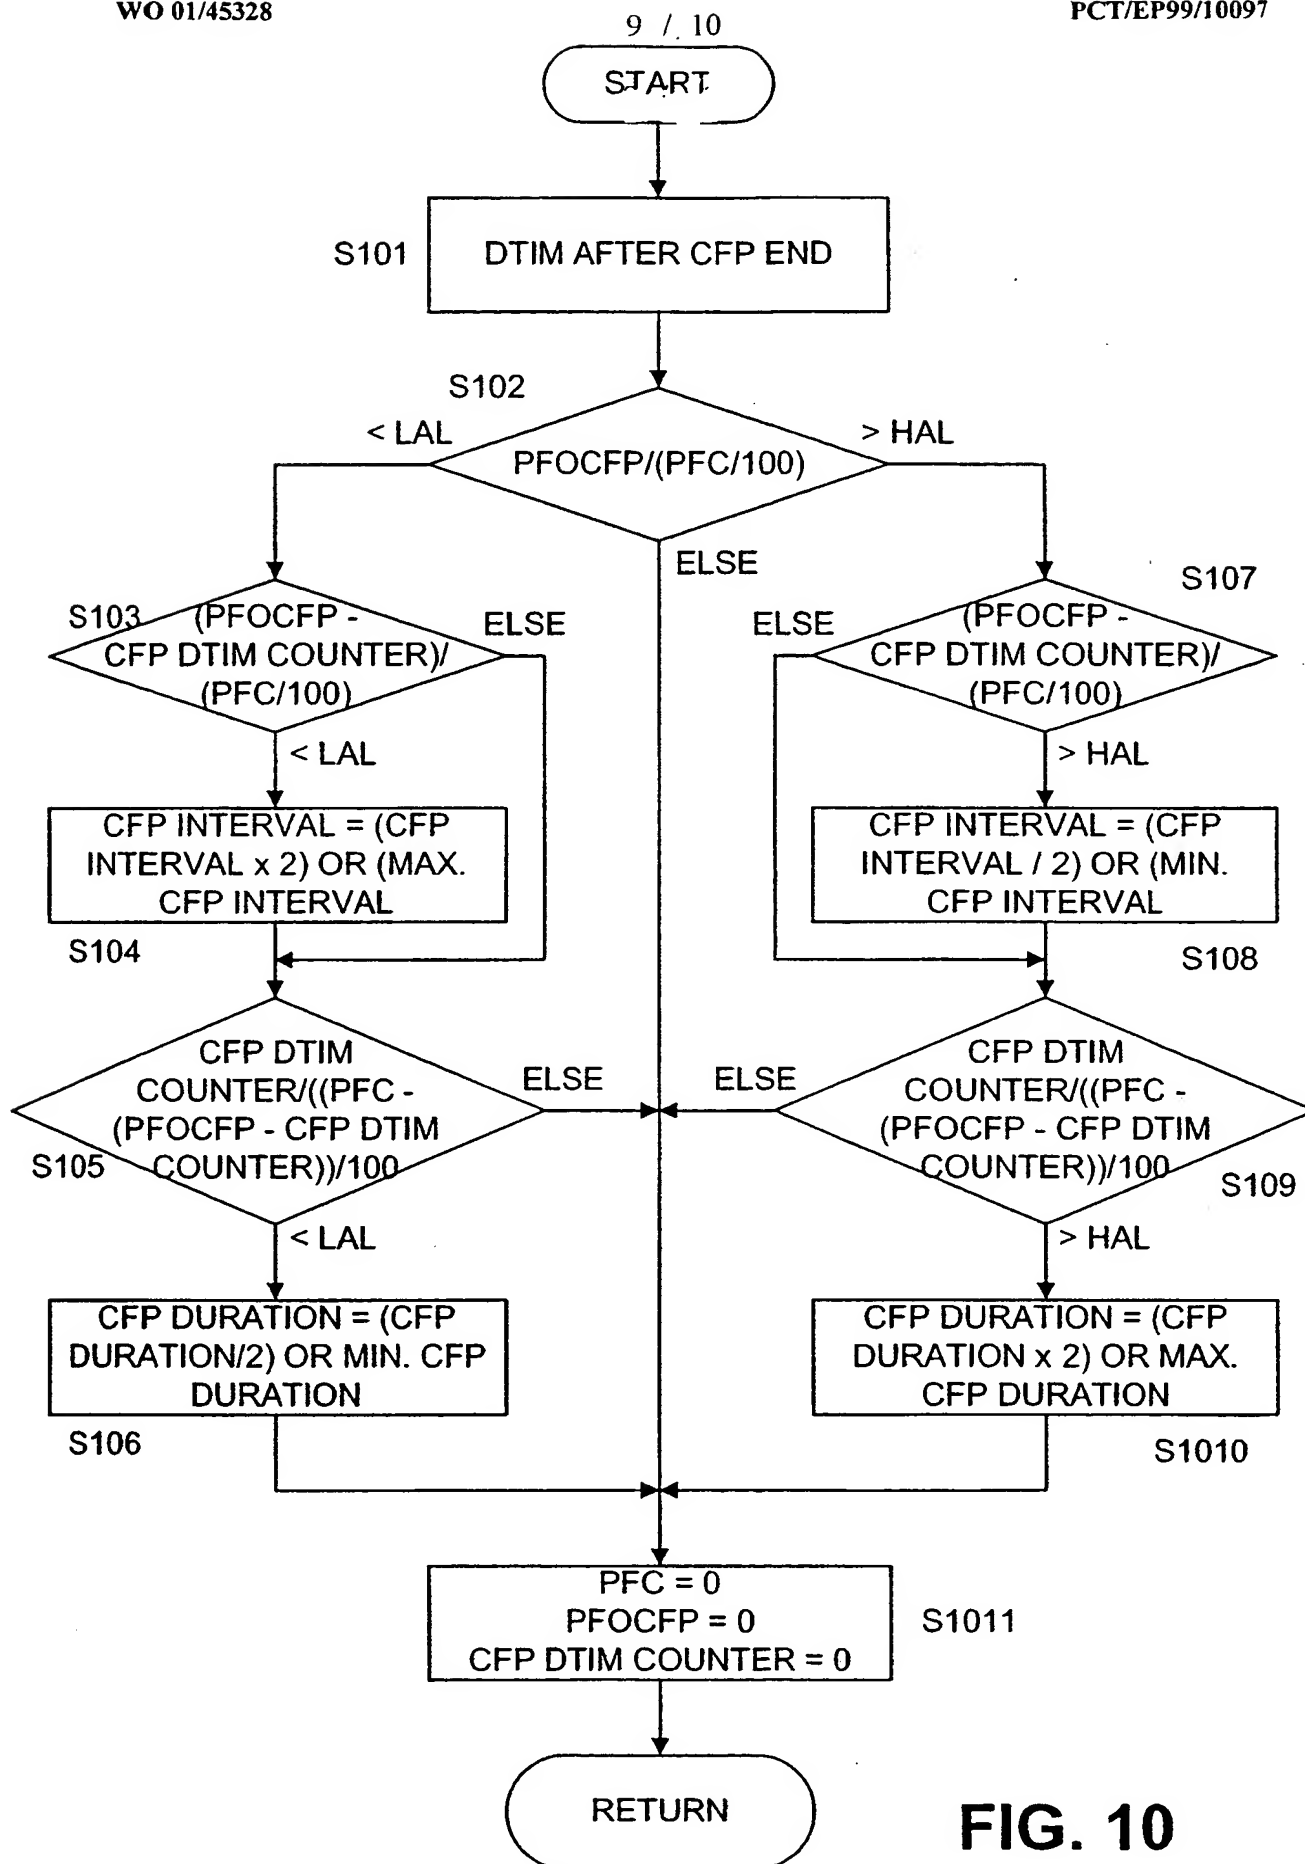 WO 01/45328
PCT/EP99/10097
9 / 10
START
S101
DTIM AFTER CFP END
S102
< LAL
> HAL
PFOCFP/(PFC/100)
ELSE
S103
(PFOCFP -
CFP DTIM COUNTER)/
(PFC/100)
ELSE
< LAL
CFP INTERVAL = (CFP
INTERVAL x 2) OR (MAX.
CFP INTERVAL
S104
CFP DTIM
COUNTER/((PFC -
(PFOCFP - CFP DTIM
COUNTER))/100
ELSE
S105
< LAL
CFP DURATION = (CFP
DURATION/2) OR MIN. CFP
DURATION
S106
S107
ELSE
(PFOCFP -
CFP DTIM COUNTER)/
(PFC/100)
> HAL
CFP INTERVAL = (CFP
INTERVAL / 2) OR (MIN.
CFP INTERVAL
S108
ELSE
CFP DTIM
COUNTER/((PFC -
(PFOCFP - CFP DTIM
COUNTER))/100
S109
> HAL
CFP DURATION = (CFP
DURATION x 2) OR MAX.
CFP DURATION
S1010
PFC = 0
PFOCFP = 0
CFP DTIM COUNTER = 0
S1011
RETURN
FIG. 10